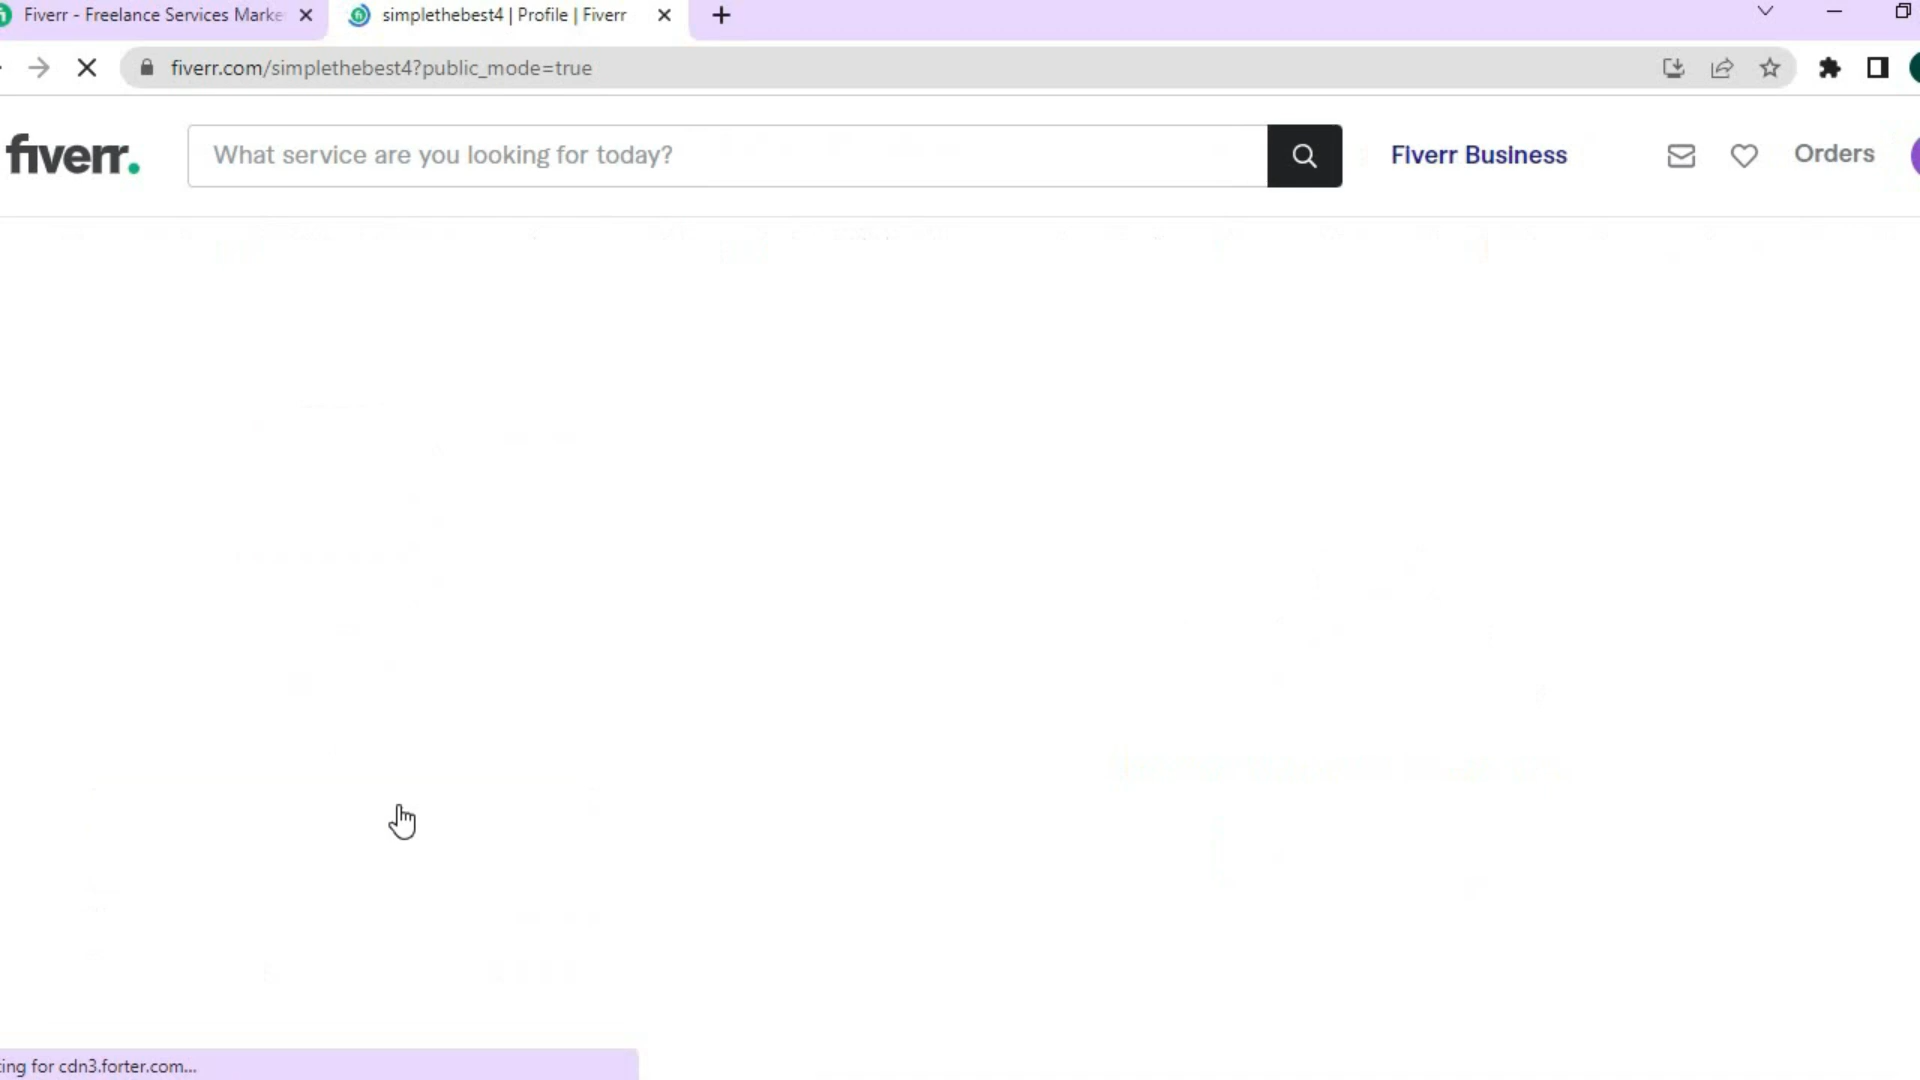 Fiverr - Freelance Services Marke
simplethebest4 | Profile | Fiverr
fiverr.com/simplethebest4?public_mode=true
fiverr.
What service are you looking for today?
Fiverr Business
Orders
ting for cdn3.forter.com...